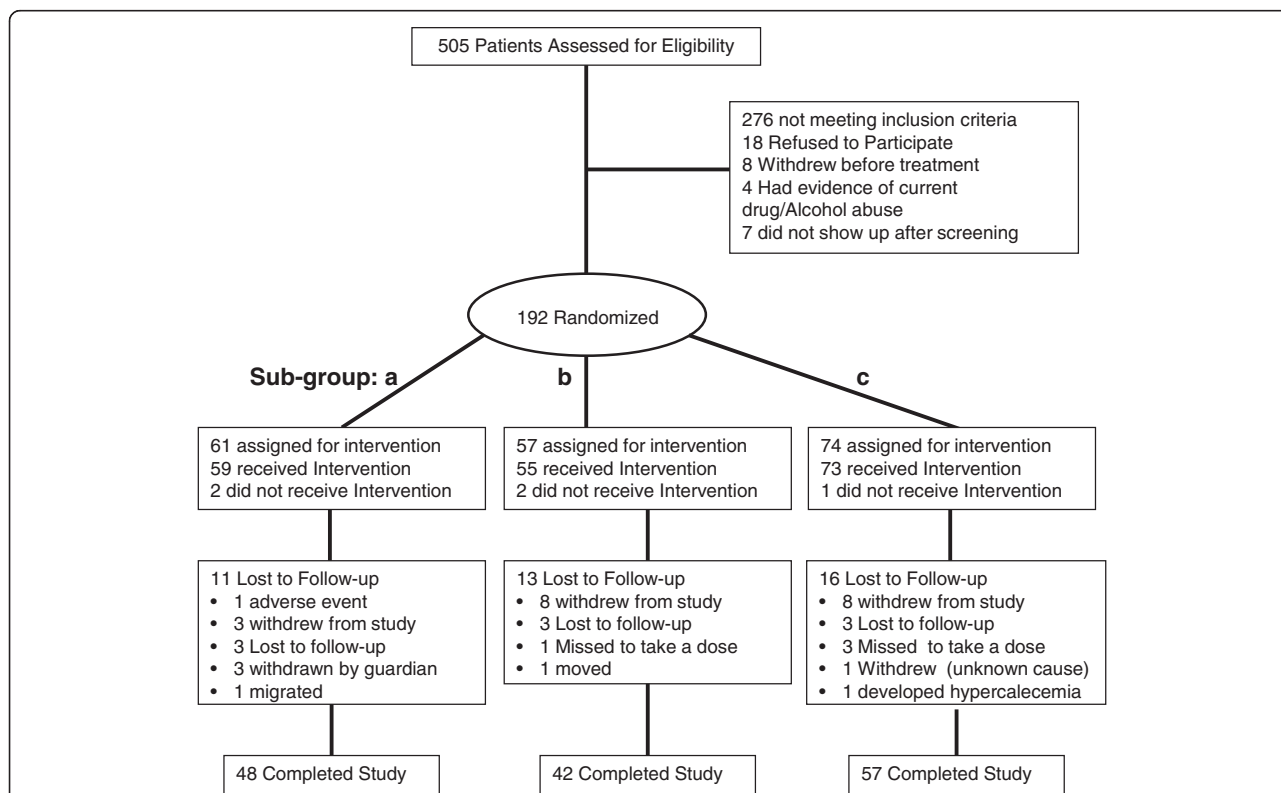 505 Patients Assessed for Eligibility
276 not meeting inclusion criteria
18 Refused to Participate
8 Withdrew before treatment
4 Had evidence of current
drug/Alcohol abuse
7 did not show up after screening
192 Randomized
Sub-group: a
b
c
61 assigned for intervention
59 received Intervention
2 did not receive Intervention
57 assigned for intervention
55 received Intervention
2 did not receive Intervention
74 assigned for intervention
73 received Intervention
1 did not receive Intervention
11 Lost to Follow-up
• 1 adverse event
• 3 withdrew from study
• 3 Lost to follow-up
• 3 withdrawn by guardian
• 1 migrated
13 Lost to Follow-up
• 8 withdrew from study
• 3 Lost to follow-up
• 1 Missed to take a dose
• 1 moved
16 Lost to Follow-up
• 8 withdrew from study
• 3 Lost to follow-up
• 3 Missed to take a dose
• 1 Withdrew (unknown cause)
• 1 developed hypercalecemia
48 Completed Study
42 Completed Study
57 Completed Study